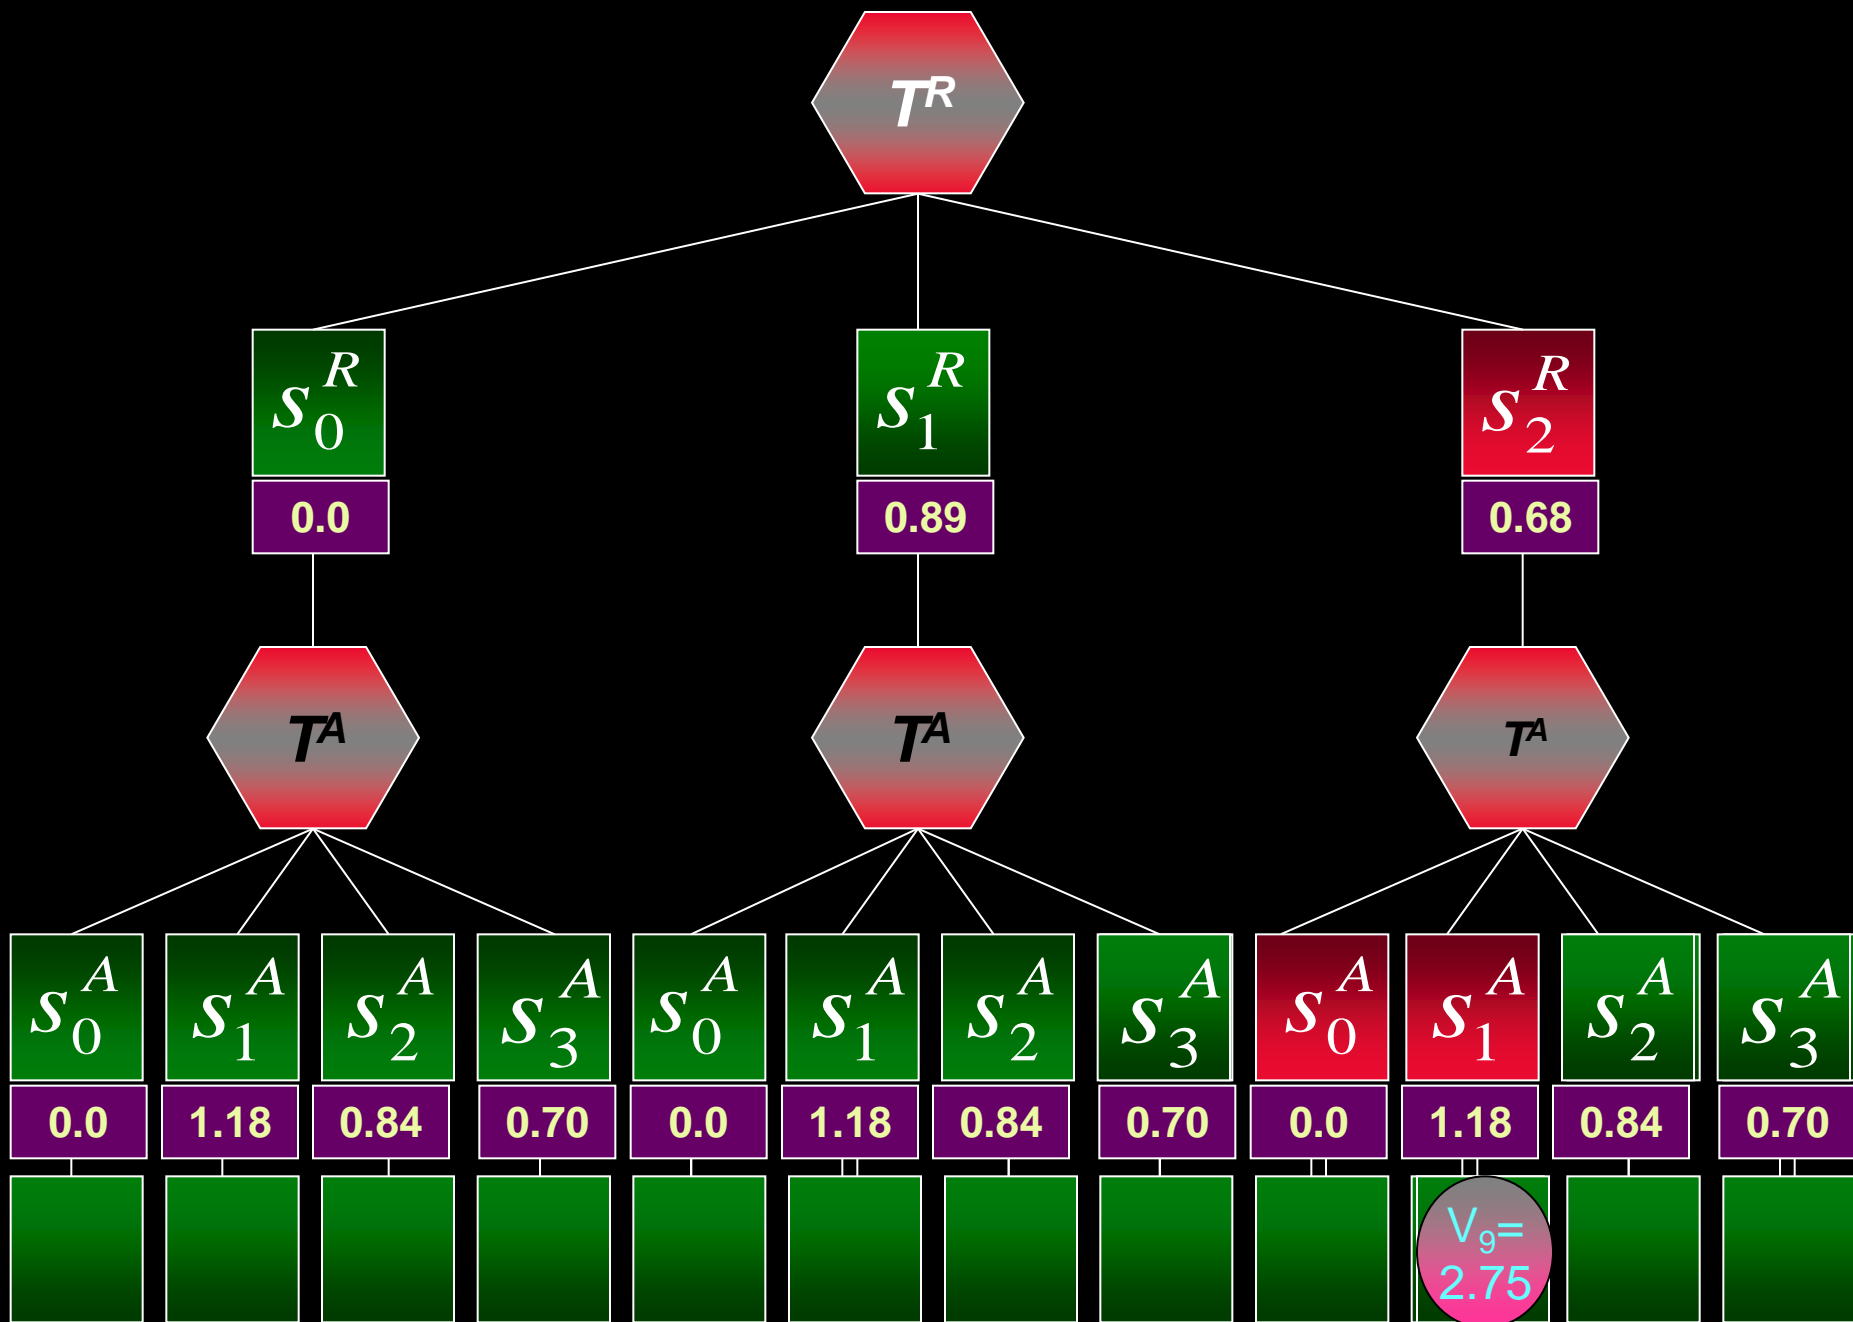 T^R
s_0^R s_1^R s_2^R
0.0 0.89 0.68
T^A T^A T^A
s_0^A s_1^A s_2^A s_3^A s_0^A s_1^A s_2^A s_3^A s_0^A s_1^A s_2^A s_3^A
0.0 1.18 0.84 0.70 0.0 1.18 0.84 0.70 0.0 1.18 0.84 0.70
V_9=
2.75